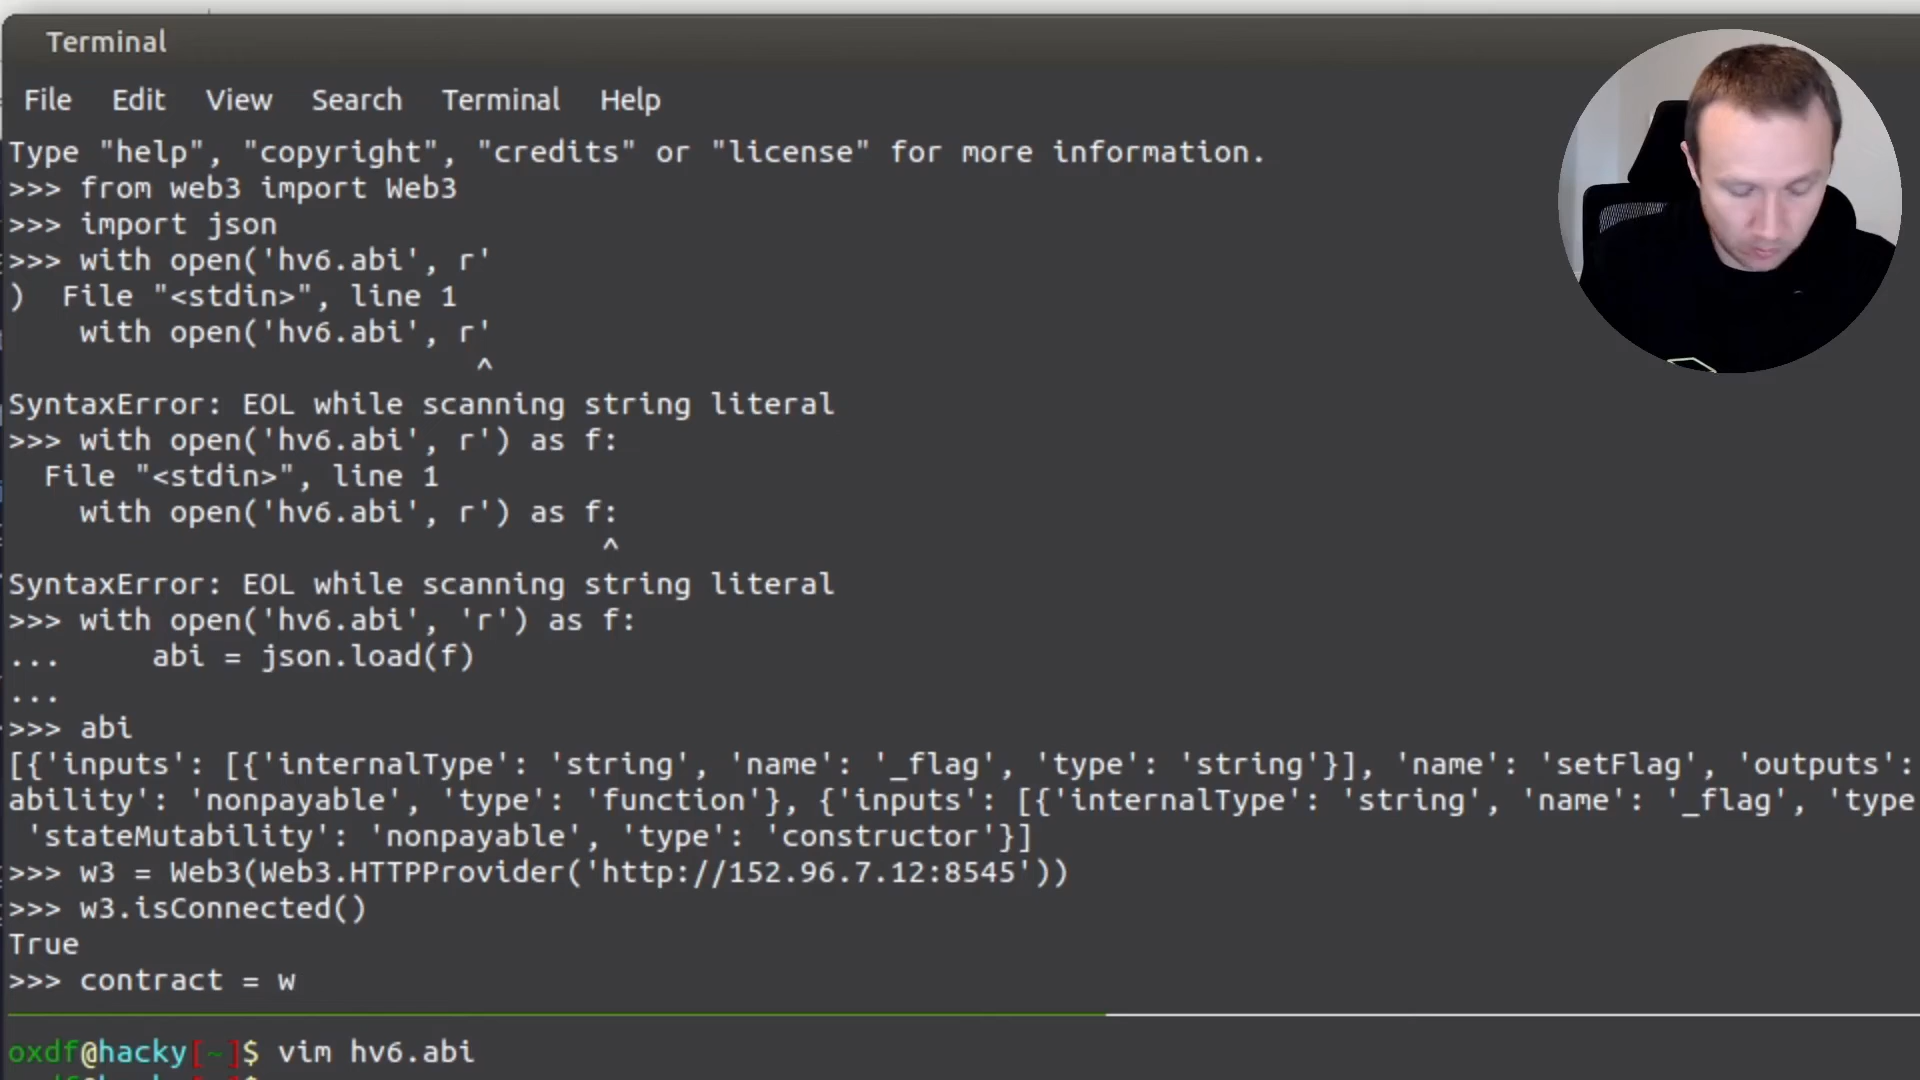 Terminal
File Edit View Search Terminal Help
Type "help", "copyright", "credits" or "license" for more information.
>>> from web3 import Web3
>>> import json
>>> with open('hv6.abi', r'
)  File "<stdin>", line 1
    with open('hv6.abi', r'
                          ^
SyntaxError: EOL while scanning string literal
>>> with open('hv6.abi', r') as f:
  File "<stdin>", line 1
    with open('hv6.abi', r') as f:
                                 ^
SyntaxError: EOL while scanning string literal
>>> with open('hv6.abi', 'r') as f:
...     abi = json.load(f)
...
>>> abi
[{'inputs': [{'internalType': 'string', 'name': '_flag', 'type': 'string'}], 'name': 'setFlag', 'outputs':
ability': 'nonpayable', 'type': 'function'}, {'inputs': [{'internalType': 'string', 'name': '_flag', 'type
 'stateMutability': 'nonpayable', 'type': 'constructor'}]
>>> w3 = Web3(Web3.HTTPProvider('http://152.96.7.12:8545'))
>>> w3.isConnected()
True
>>> contract = w
oxdf@hacky[~]$ vim hv6.abi